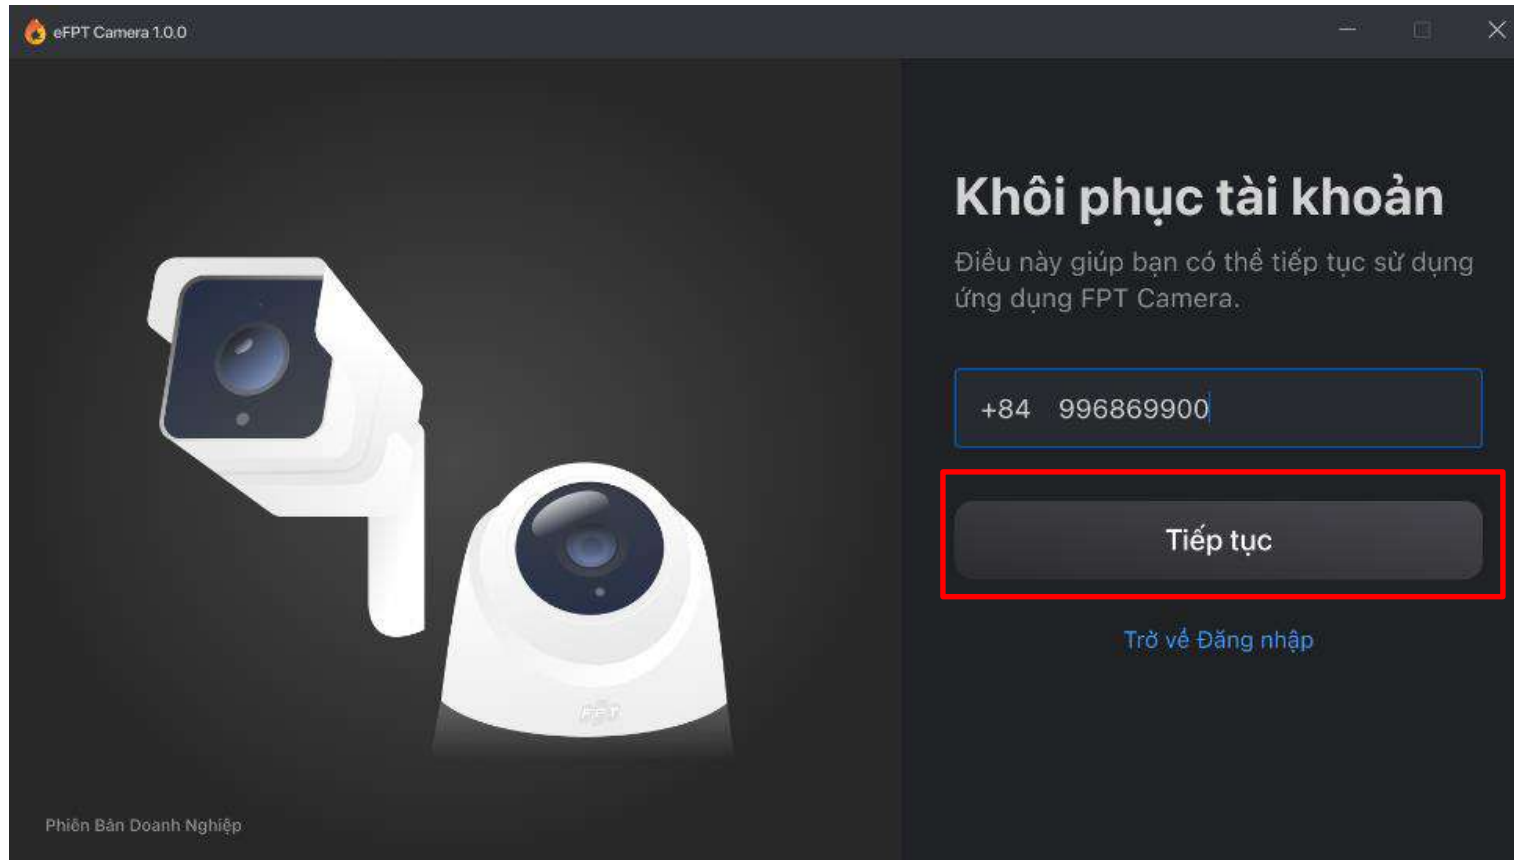 eFPT Camera 1.0.0
Khôi phục tài khoản
Điều này giúp bạn có thể tiếp tục sử dụng
ứng dụng FPT Camera.
+84 996869900
Tiếp tục
Trở về Đăng nhập
FPT
Phiên Bản Doanh Nghiệp